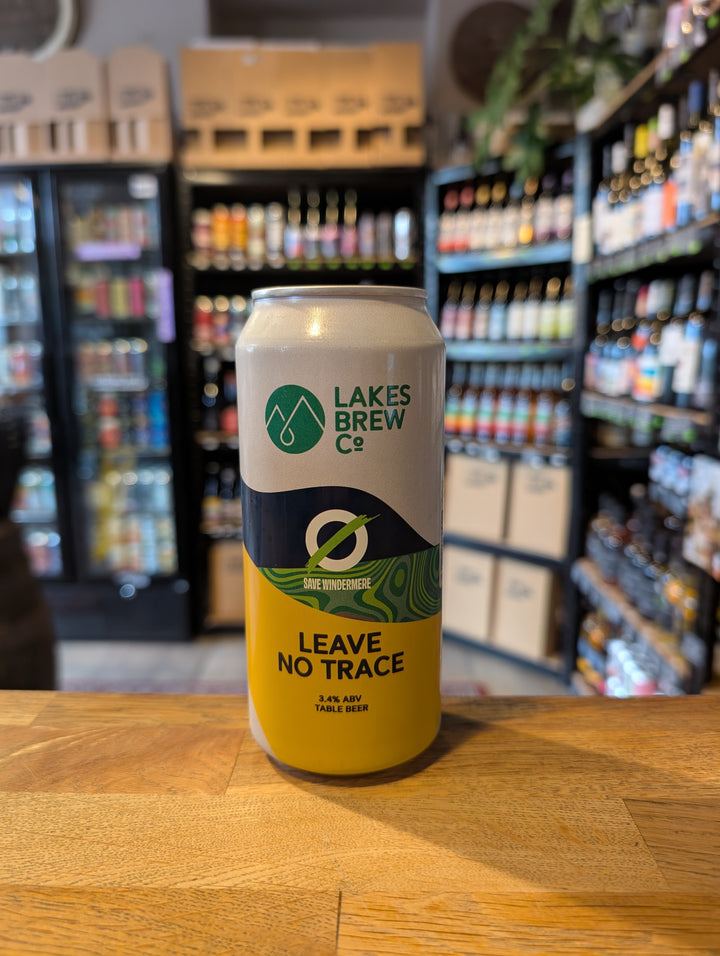 LAKES
BREW
Cº
SAVE WINDERMERE
LEAVE
NO TRACE
3.4% ABV
TABLE BEER